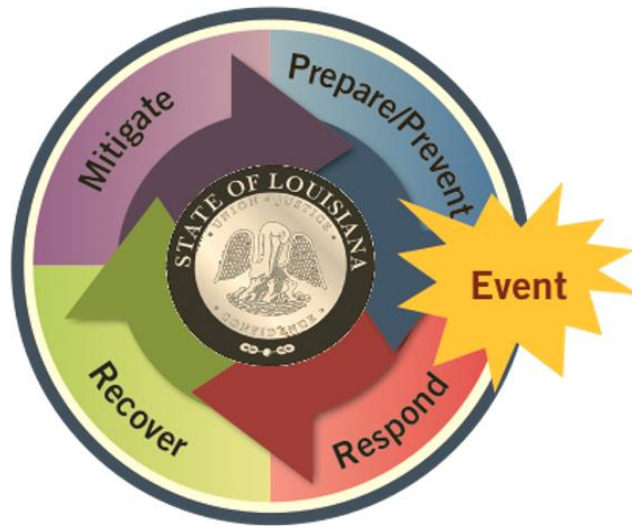 Mitigate
Prepare/Prevent
Event
Respond
Recover
STATE OF LOUISIANA
UNION · JUSTICE
CONFIDENCE